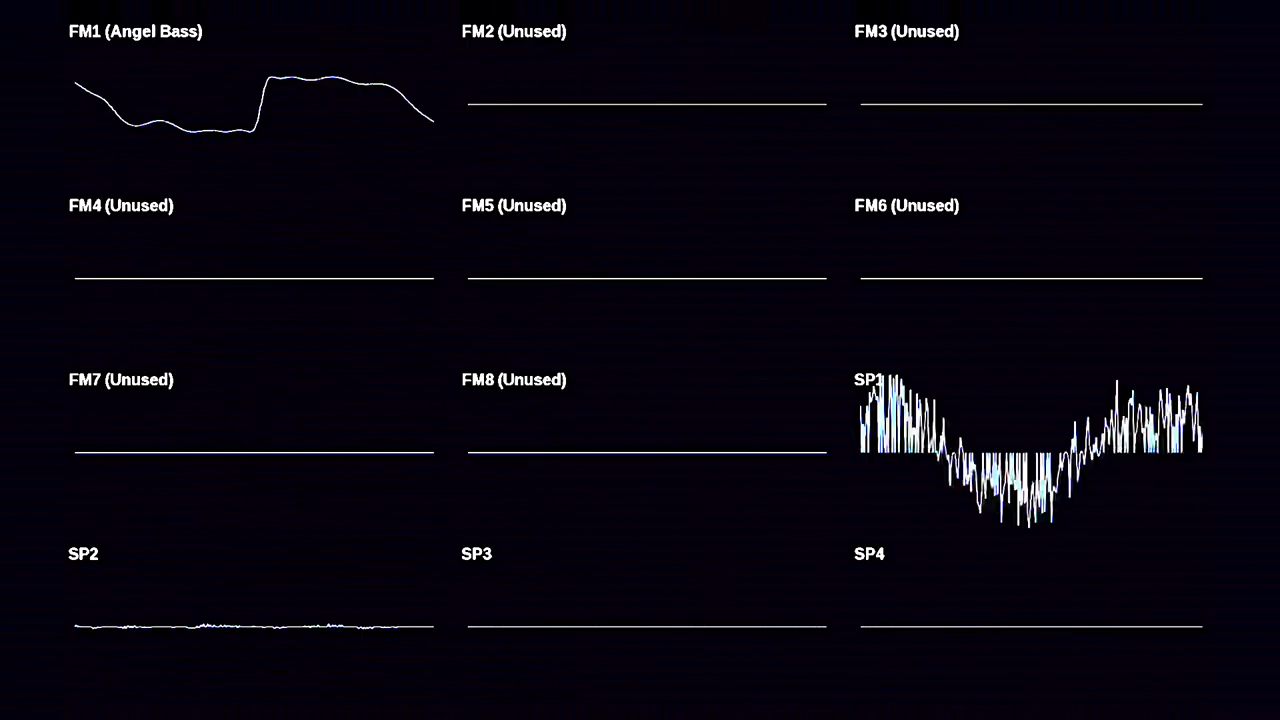 FM1 (Angel Bass)
FM2 (Unused)
FM3 (Unused)
FM4 (Unused)
FM5 (Unused)
FM6 (Unused)
FM7 (Unused)
FM8 (Unused)
SP1
SP2
SP3
SP4